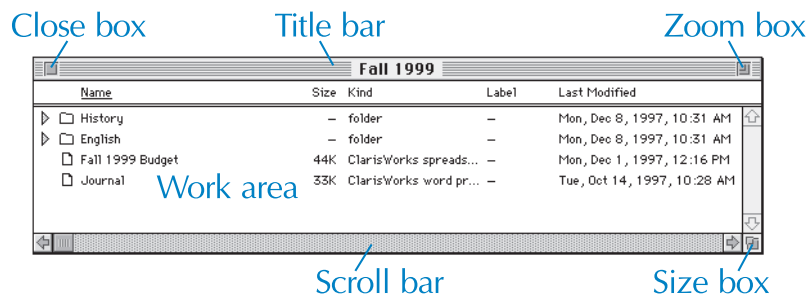 Close box Title bar Zoom box
Fall 1999
Name Size Kind Label Last Modified
History – folder – Mon, Dec 8, 1997, 10:31 AM
English – folder – Mon, Dec 8, 1997, 10:31 AM
Fall 1999 Budget 44K ClarisWorks spreads... – Mon, Dec 1, 1997, 12:16 PM
Journal 33K ClarisWorks word pr... – Tue, Oct 14, 1997, 10:28 AM
Work area
Scroll bar Size box